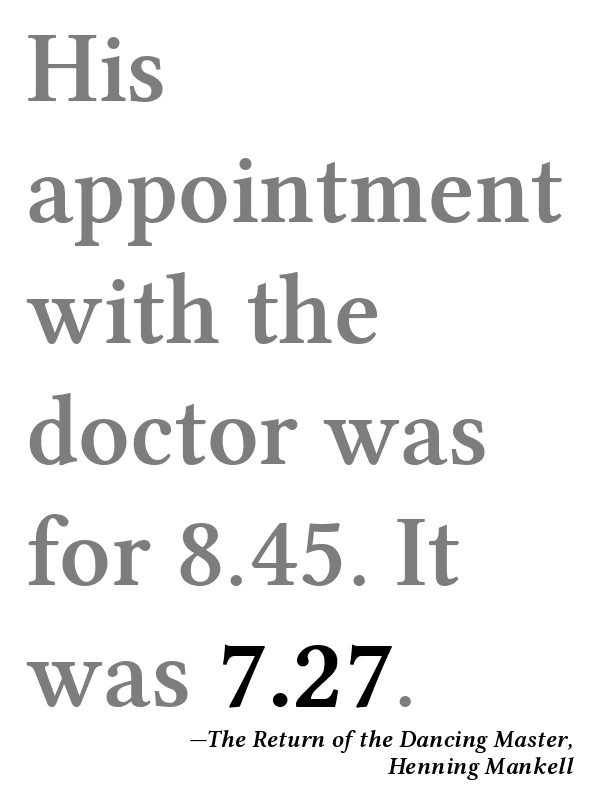 His
appointment
with the
doctor was
for 8.45. It
was 7.27.
—The Return of the Dancing Master,
Henning Mankell